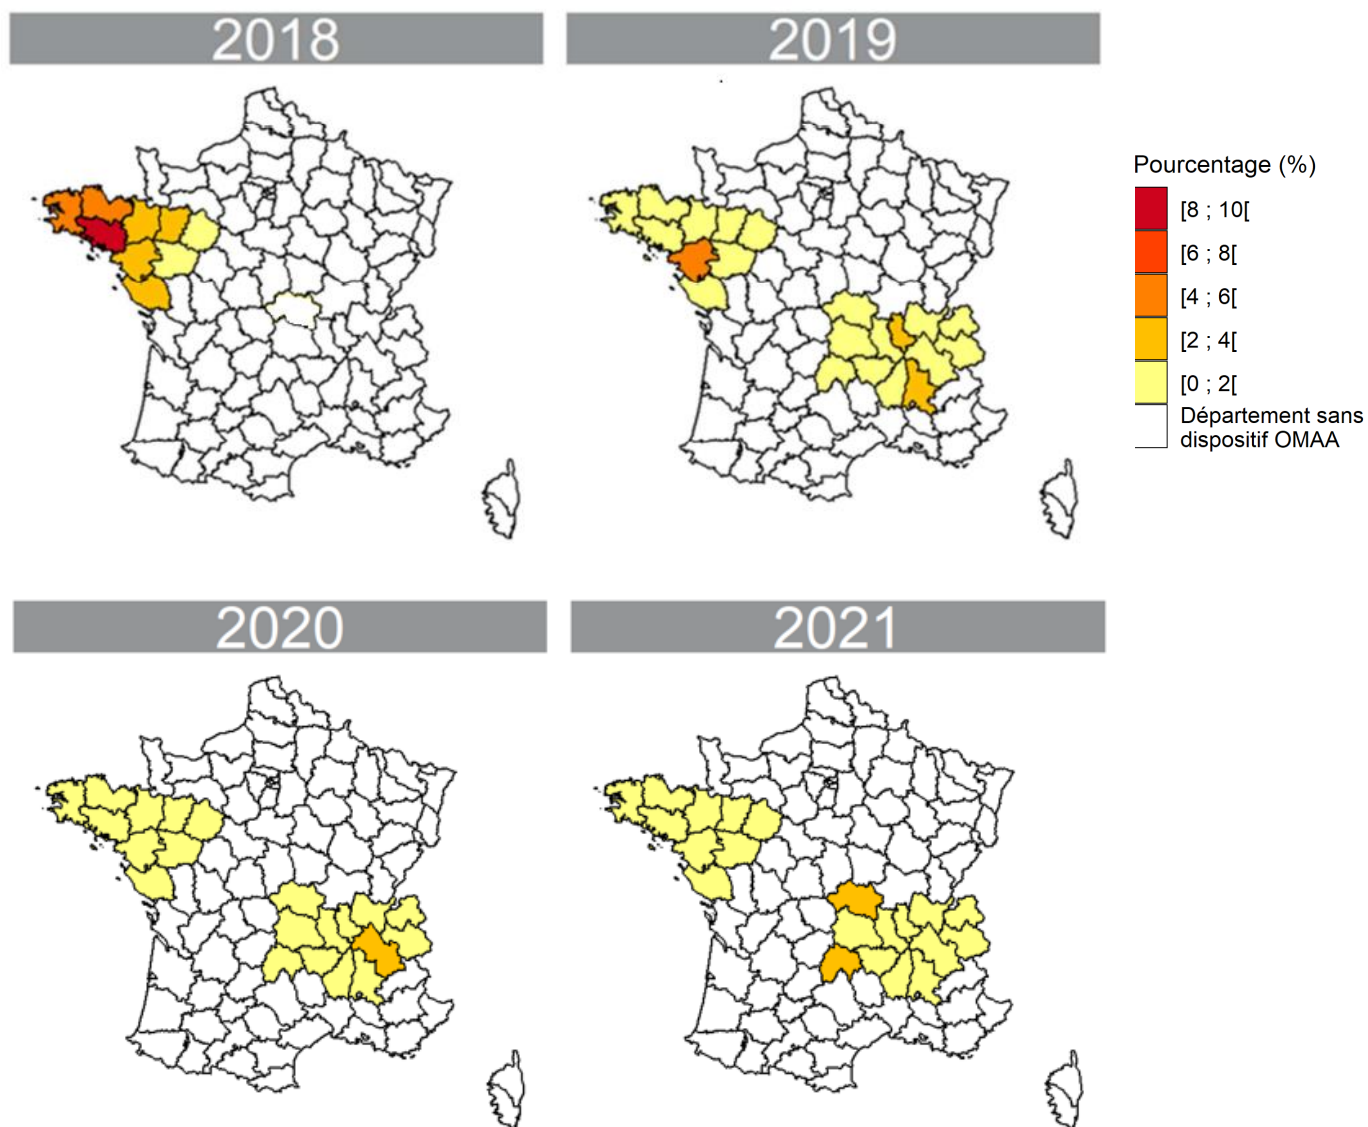 2018
2019
Pourcentage (%)
[8 ; 10[
[6 ; 8[
[4 ; 6[
[2 ; 4[
[0 ; 2[
Département sans
dispositif OMAA
2020
2021